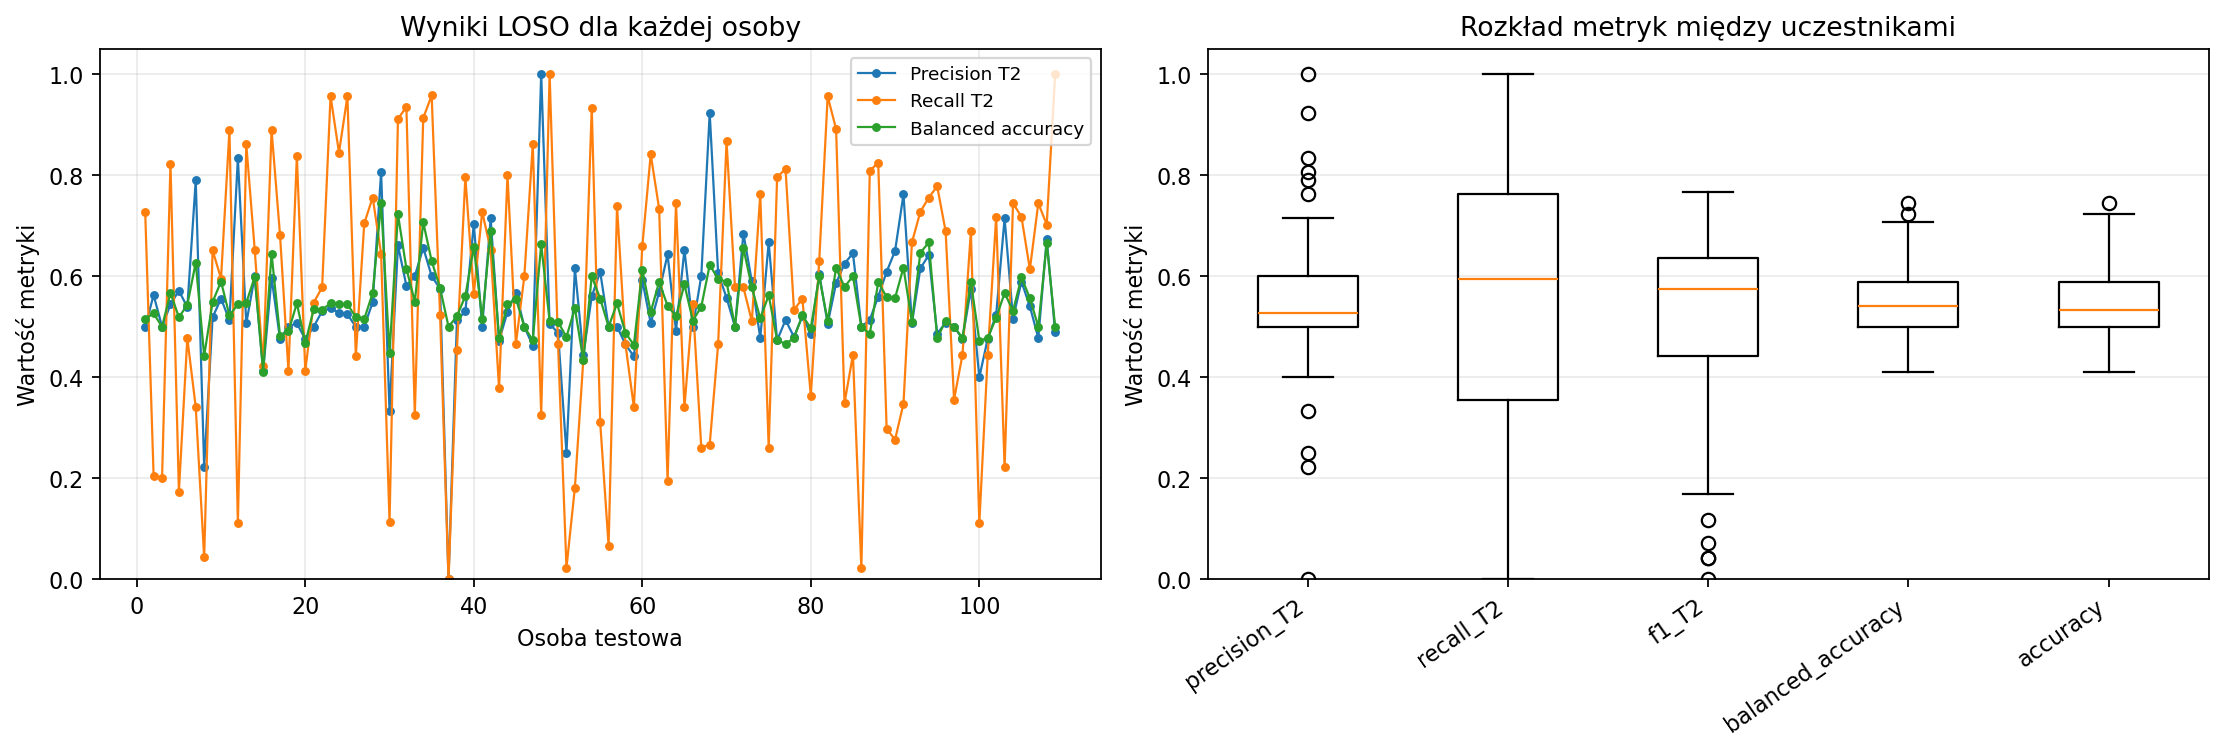 Wyniki LOSO dla każdej osoby
Precision T2
Recall T2
Balanced accuracy
Wartość metryki
1.0
0.8
0.6
0.4
0.2
0.0
0
20
40
60
80
100
Osoba testowa
Rozkład metryk między uczestnikami
Wartość metryki
1.0
0.8
0.6
0.4
0.2
0.0
precision_T2
recall_T2
f1_T2
balanced_accuracy
accuracy